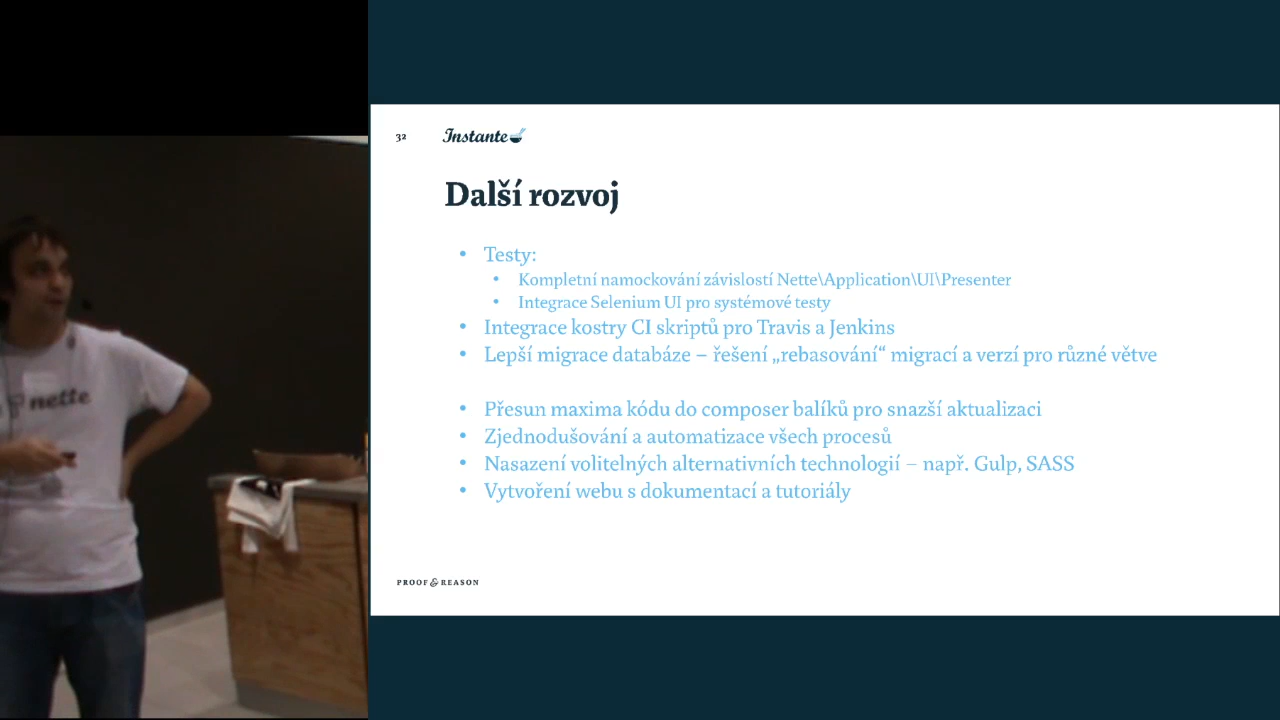 32
Instante
Další rozvoj
• Testy:
• Kompletní namockování závislostí Nette\Application\UI\Presenter
• Integrace Selenium UI pro systémové testy
• Integrace kostry CI skriptů pro Travis a Jenkins
• Lepší migrace databáze – řešení „rebasování“ migrací a verzí pro různé větve
• Přesun maxima kódu do composer balíků pro snazší aktualizaci
• Zjednodušování a automatizace všech procesů
• Nasazení volitelných alternativních technologií – např. Gulp, SASS
• Vytvoření webu s dokumentací a tutoriály
PROOF & REASON
nette